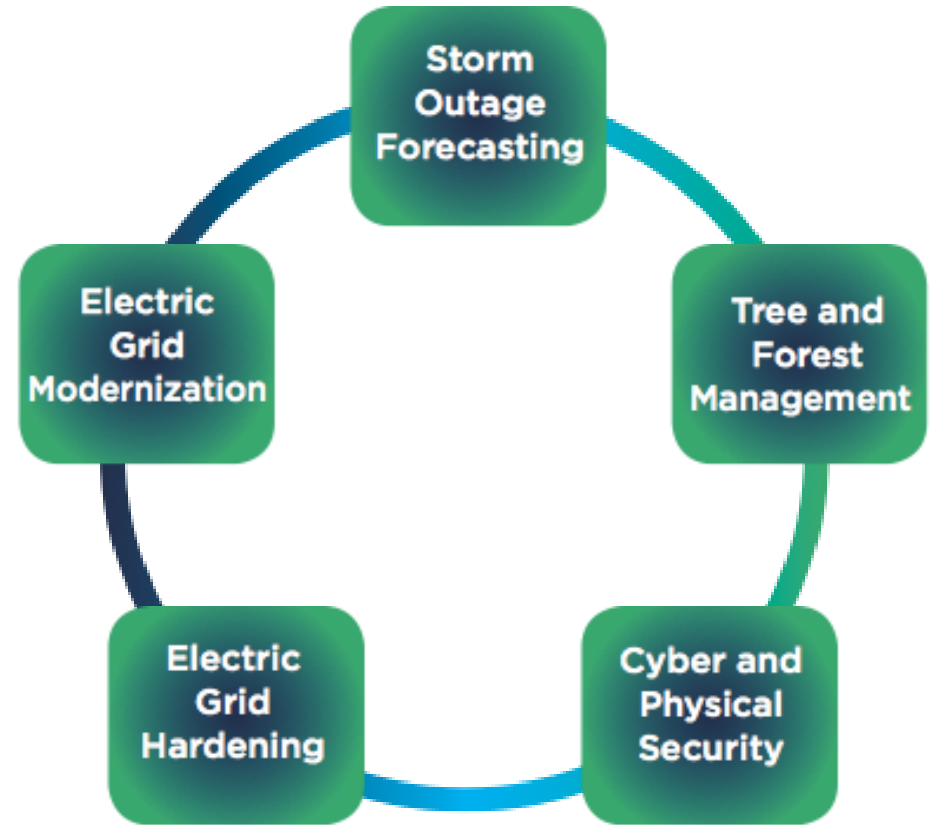 Storm
Outage
Forecasting
Tree and
Forest
Management
Cyber and
Physical
Security
Electric
Grid
Hardening
Electric
Grid
Modernization